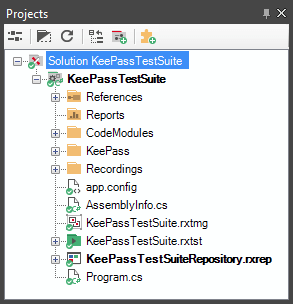 Projects
Solution KeePassTestSuite
KeePassTestSuite
References
Reports
CodeModules
KeePass
Recordings
app.config
AssemblyInfo.cs
KeePassTestSuite.rxtmg
KeePassTestSuite.rxtst
KeePassTestSuiteRepository.rxrep
Program.cs